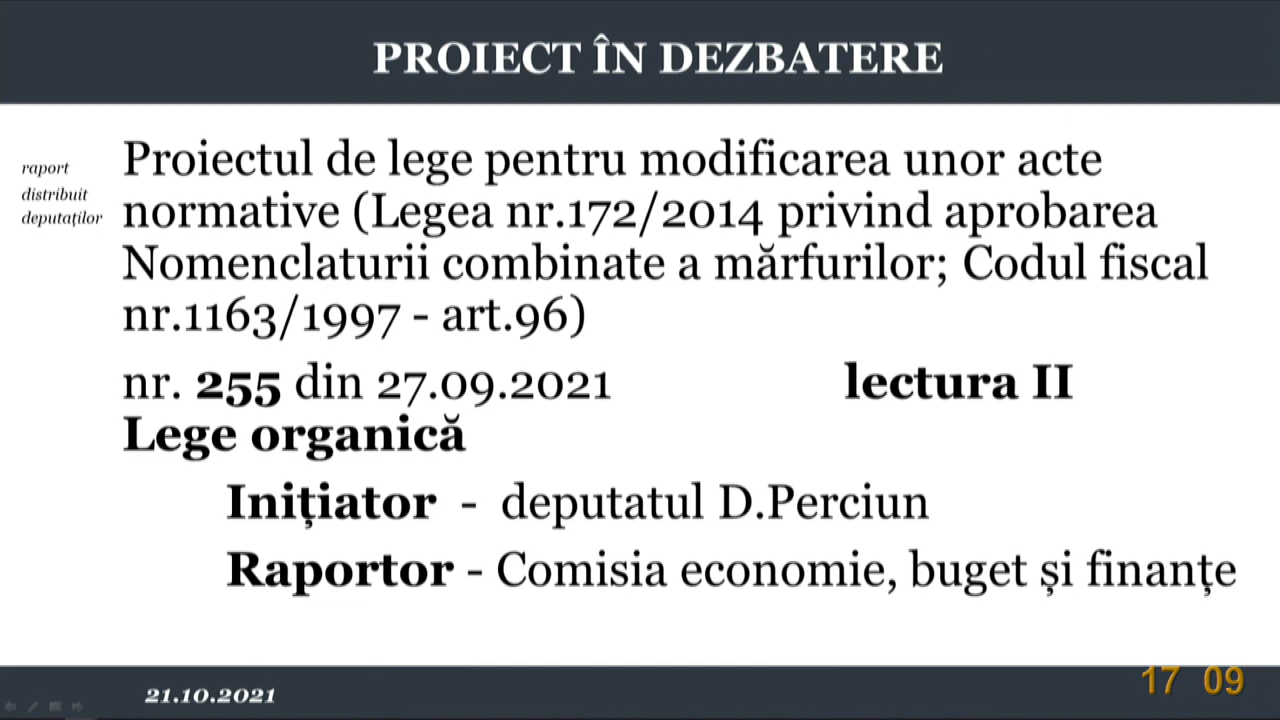 PROIECT ÎN DEZBATERE
raport
distribuit
deputaților
Proiectul de lege pentru modificarea unor acte
normative (Legea nr.172/2014 privind aprobarea
Nomenclaturii combinate a mărfurilor; Codul fiscal
nr.1163/1997 - art.96)
nr. 255 din 27.09.2021 lectura II
Lege organică
Inițiator - deputatul D.Perciun
Raportor - Comisia economie, buget și finanțe
21.10.2021
17 09